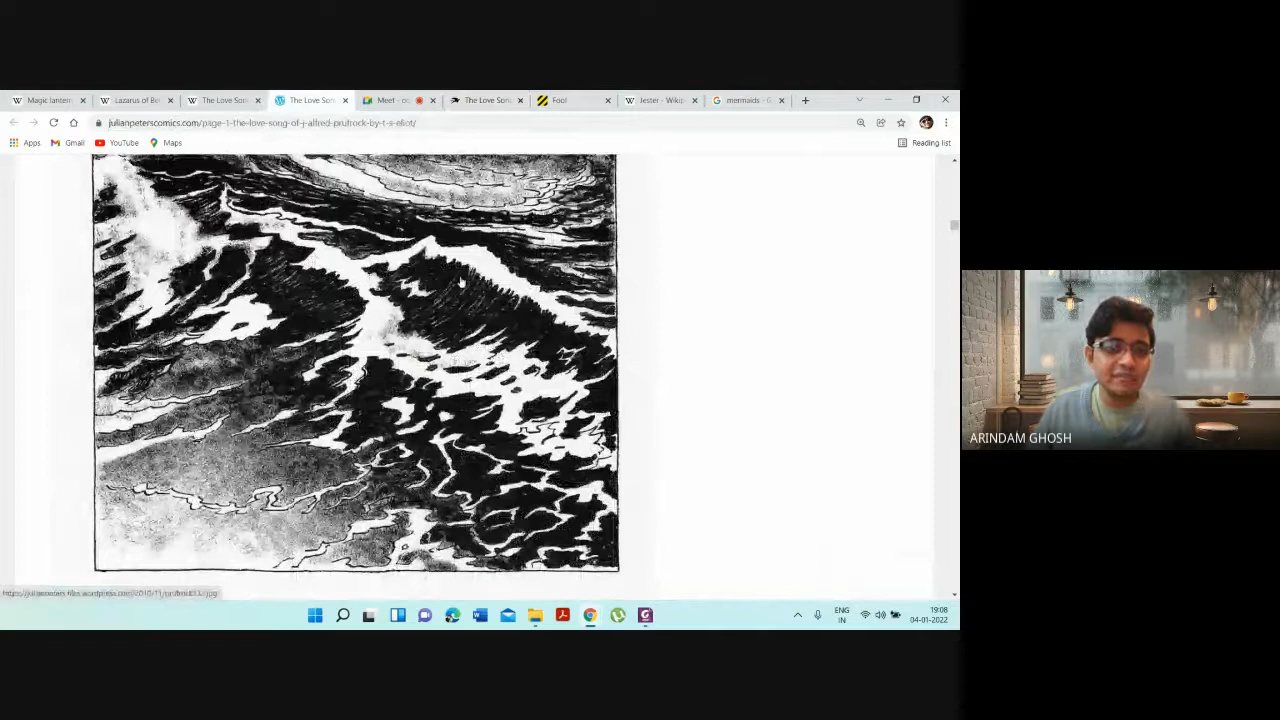 Magic lantern
Lazarus of Be
The Love Son
The Love Son
Meet - oc
The Love Son
Fool
Jester - Wikip
mermaids - G
julianpeterscomics.com/page-1-the-love-song-of-j-alfred-prufrock-by-t-s-eliot/
Apps
Gmail
YouTube
Maps
Reading list
ARINDAM GHOSH
ENG
IN
19:08
04-01-2022